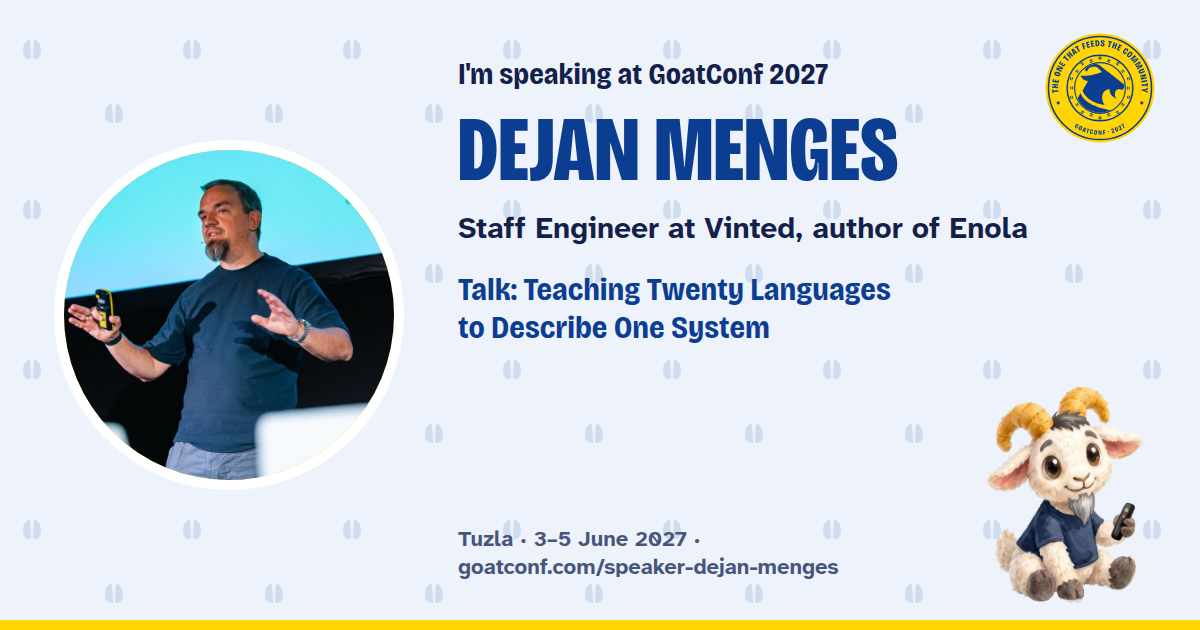 I'm speaking at GoatConf 2027
THE ONE THAT FEEDS THE COMMUNITY
GOATCONF · 2027
DEJAN MENGES
Staff Engineer at Vinted, author of Enola
Talk: Teaching Twenty Languages
to Describe One System
Tuzla · 3–5 June 2027 ·
goatconf.com/speaker-dejan-menges